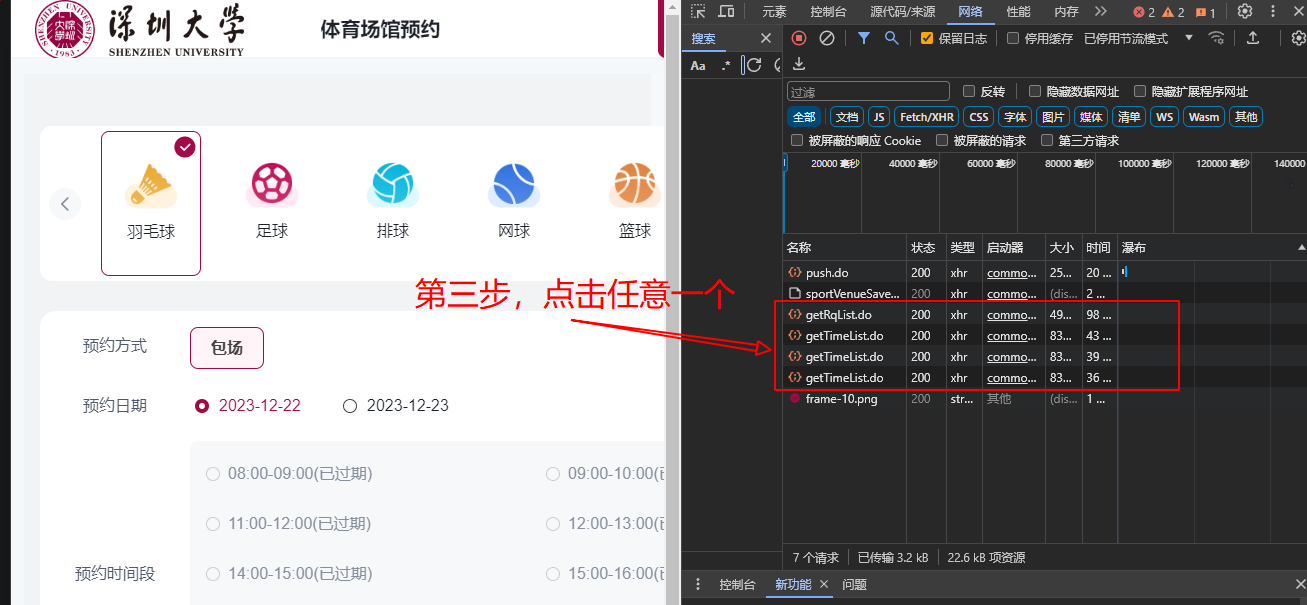 深圳大学
SHENZHEN UNIVERSITY
体育场馆预约
羽毛球
足球
排球
网球
篮球
第三步，点击任意一个
预约方式
包场
预约日期
2023-12-22
2023-12-23
08:00-09:00(已过期)
09:00-10:00(
11:00-12:00(已过期)
12:00-13:00(
预约时间段
14:00-15:00(已过期)
15:00-16:00(
元素 控制台 源代码/来源 网络 性能 内存 2 2 1
搜索
保留日志 停用缓存 已停用节流模式
Aa .*
过滤
反转 隐藏数据网址 隐藏扩展程序网址
全部 文档 JS Fetch/XHR CSS 字体 图片 媒体 清单 WS Wasm 其他
被屏蔽的响应 Cookie 被屏蔽的请求 第三方请求
20000 毫秒 40000 毫秒 60000 毫秒 80000 毫秒 100000 毫秒 120000 毫秒 140000
名称 状态 类型 启动器 大小 时间 瀑布
push.do 200 xhr commo... 25... 20 ...
sportVenueSave... 200 xhr commo... (dis... 2 ...
getRqList.do 200 xhr commo... 49... 98 ...
getTimeList.do 200 xhr commo... 83... 43 ...
getTimeList.do 200 xhr commo... 83... 39 ...
getTimeList.do 200 xhr commo... 83... 36 ...
frame-10.png 200 str... 其他 (dis... 1 ...
7 个请求 已传输 3.2 kB 22.6 kB 项资源
控制台 新功能 问题